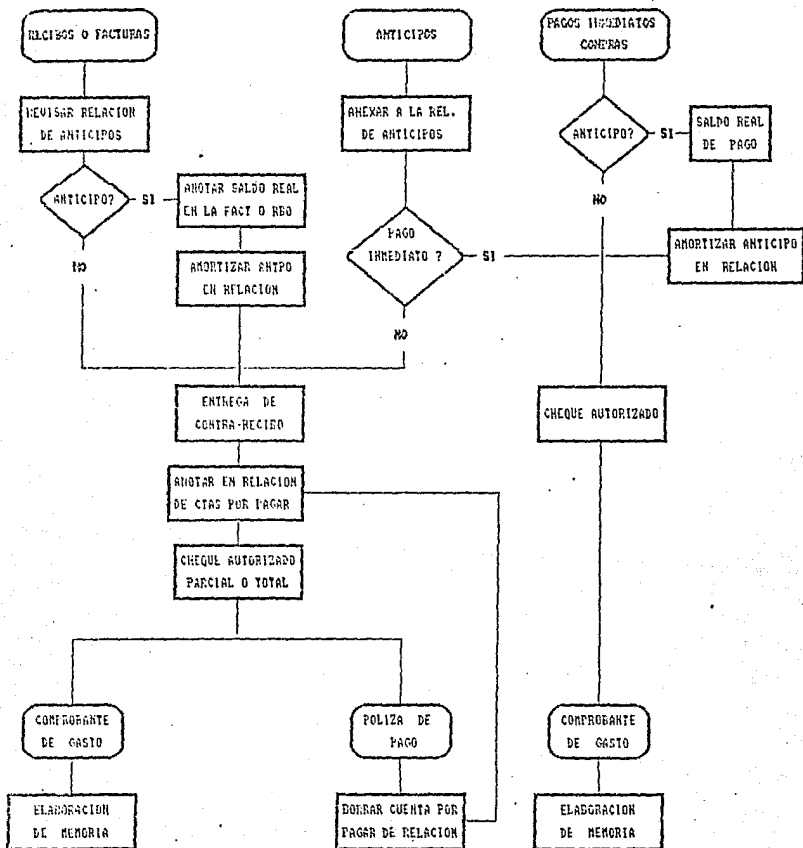 RECIBOS O FACTURAS
ANTICIPOS
PAGOS INMEDIATOS
COMPRAS
REVISAR RELACION
DE ANTICIPOS
ANEXAR A LA REL.
DE ANTICIPOS
ANTICIPO?
SI
SALDO REAL
DE PAGO
NO
ANTICIPO?
SI
ANOTAR SALDO REAL
EN LA FACT O RBO
NO
PAGO
INMEDIATO ?
SI
AMORTIZAR ANTICIPO
EN RELACION
AMORTIZAR ANTPO
EN RELACION
NO
ENTREGA DE
CONTRA-RECIBO
CHEQUE AUTORIZADO
ANOTAR EN RELACION
DE CTAS POR PAGAR
CHEQUE AUTORIZADO
PARCIAL O TOTAL
COMPROBANTE
DE GASTO
POLIZA DE
PAGO
COMPROBANTE
DE GASTO
ELABORACION
DE MEMORIA
BORRAR CUENTA POR
PAGAR DE RELACION
ELABORACION
DE MEMORIA